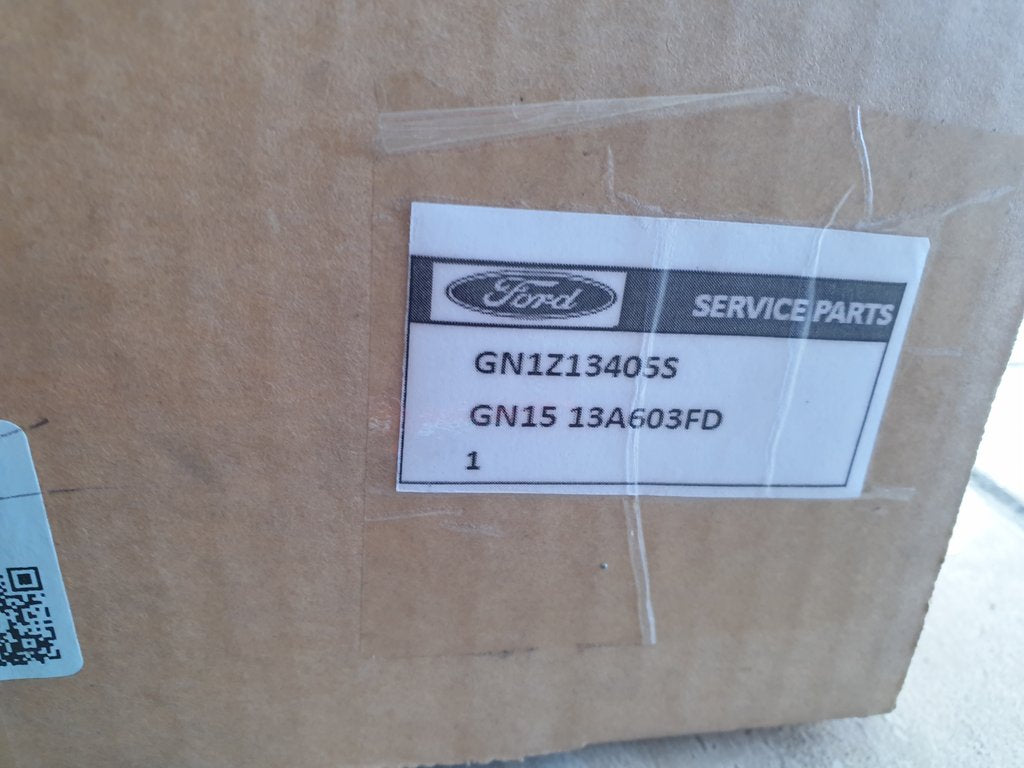 Ford
SERVICE PARTS
GN1Z13405S
GN15 13A603FD
1